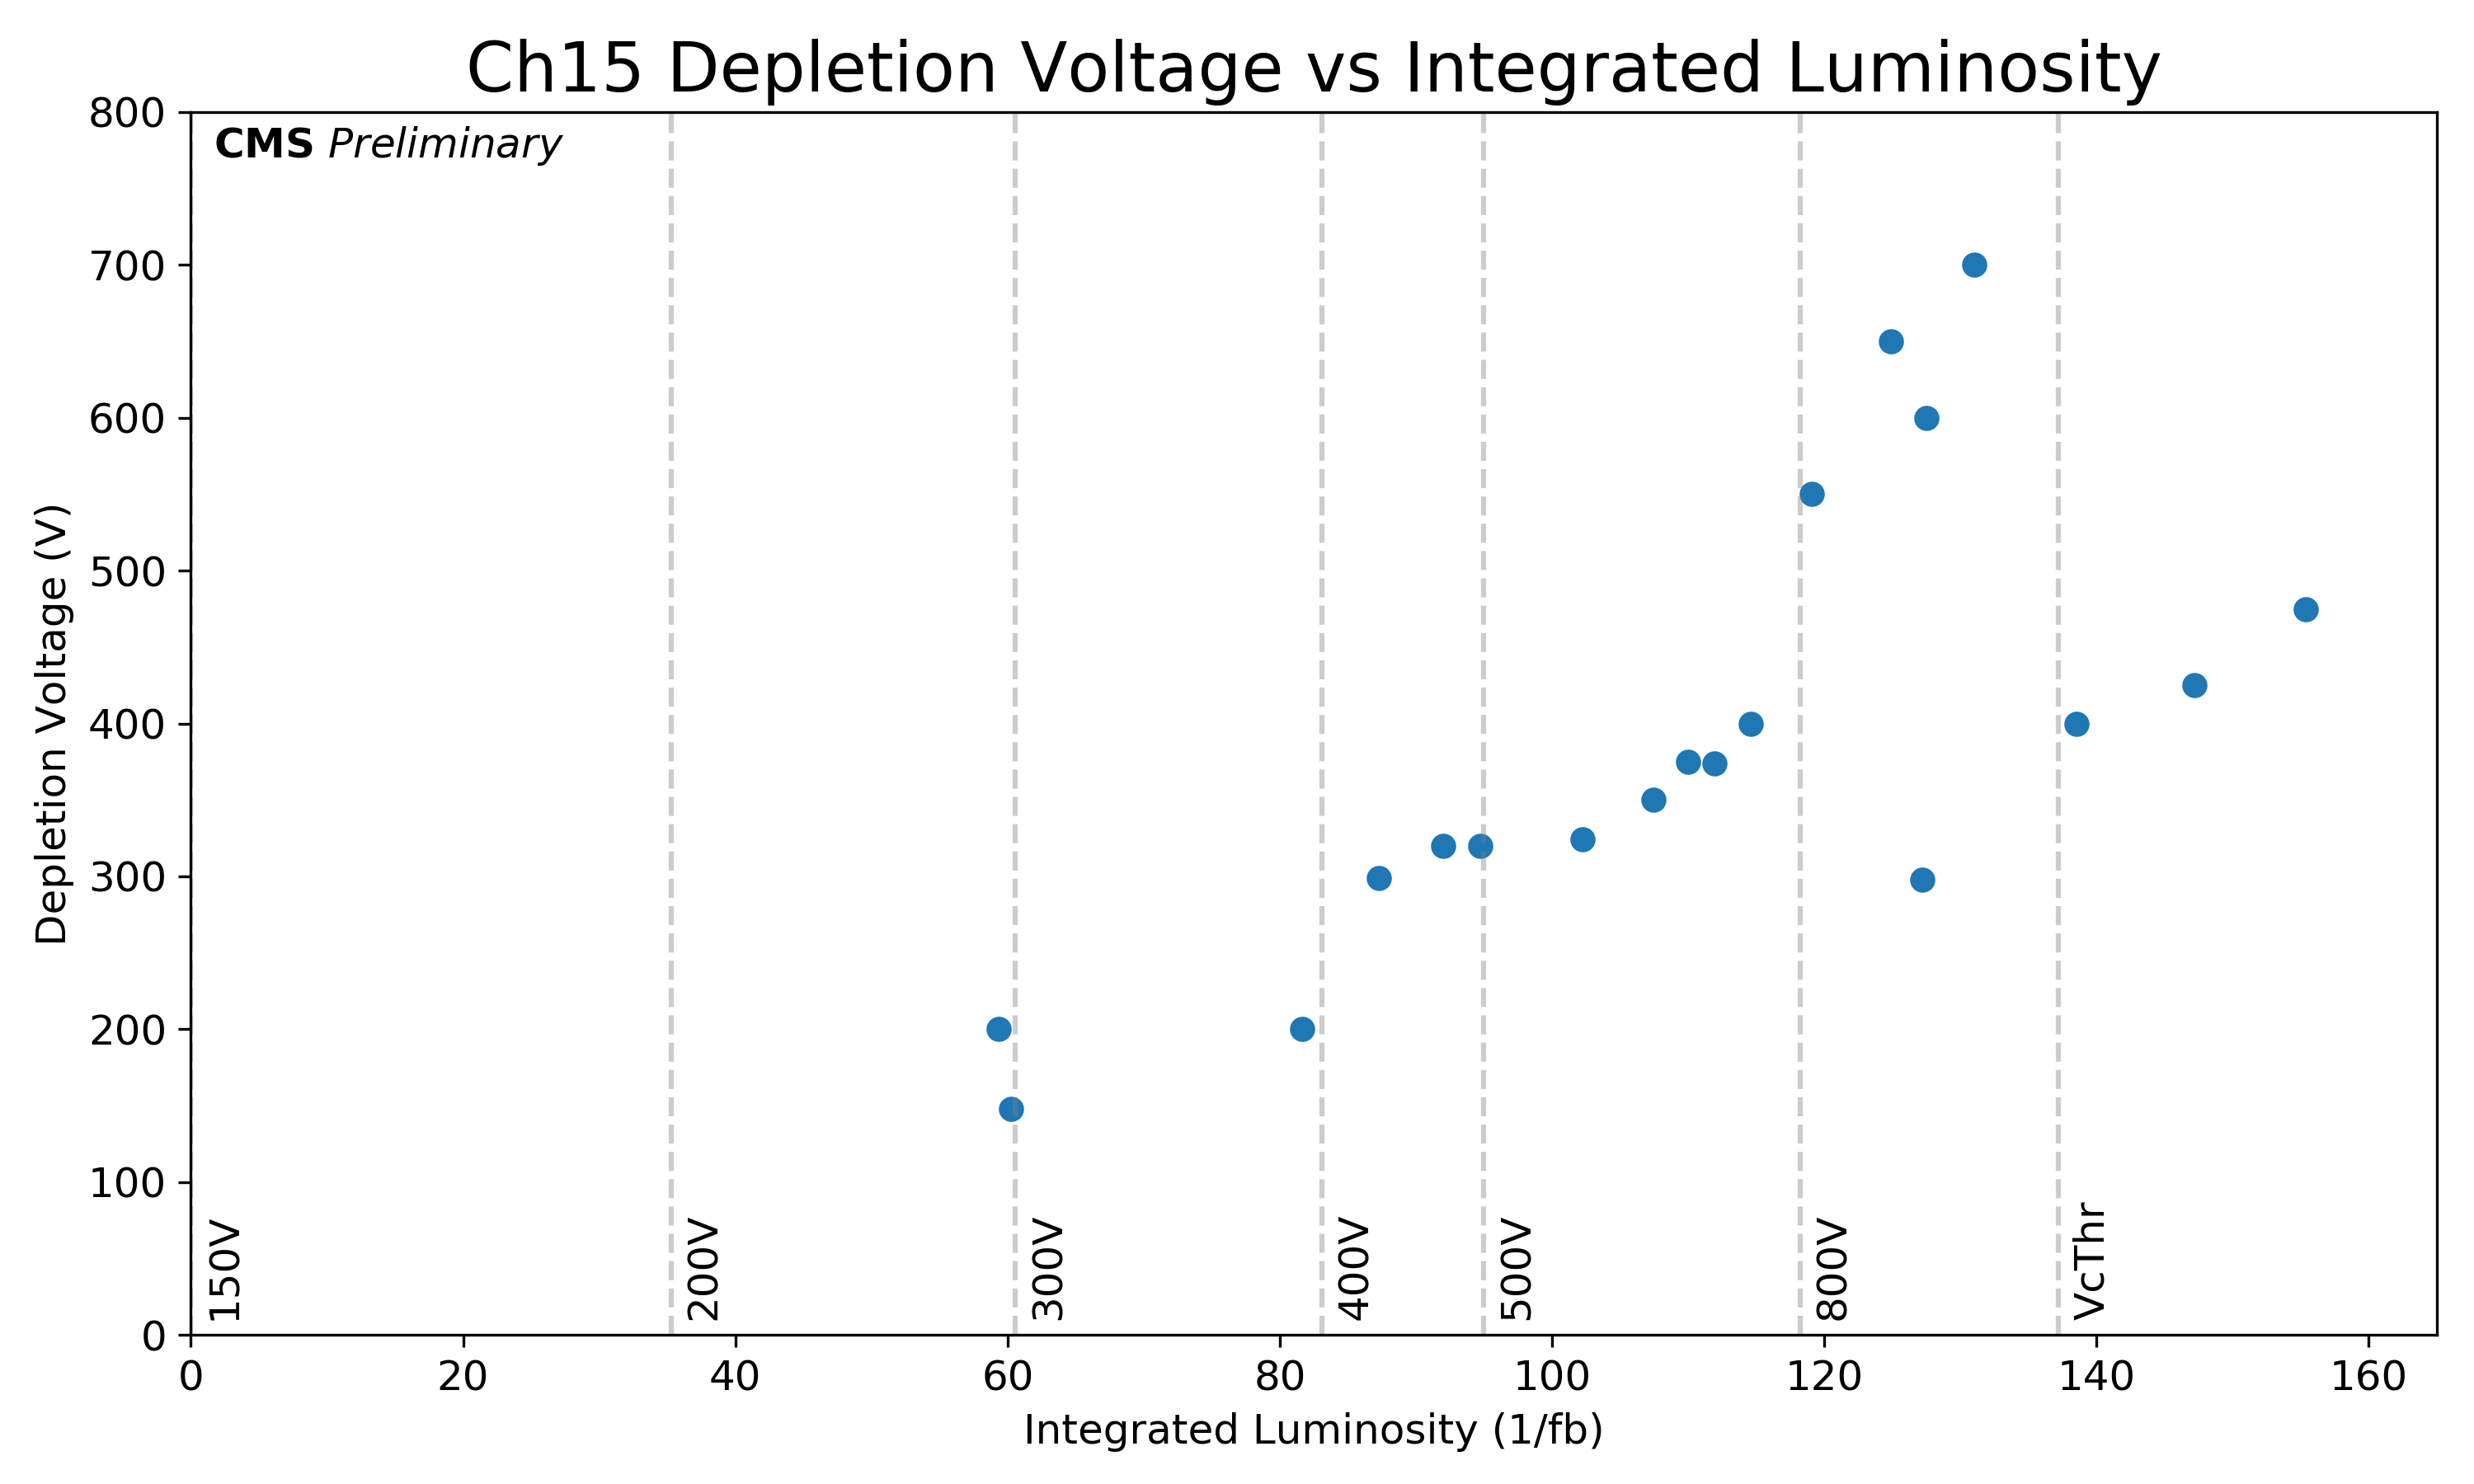 Ch15 Depletion Voltage vs Integrated Luminosity
CMS Preliminary
800
700
600
500
400
300
200
100
0
Depletion Voltage (V)
150V
200V
300V
400V
500V
800V
VcThr
0 20 40 60 80 100 120 140 160
Integrated Luminosity (1/fb)